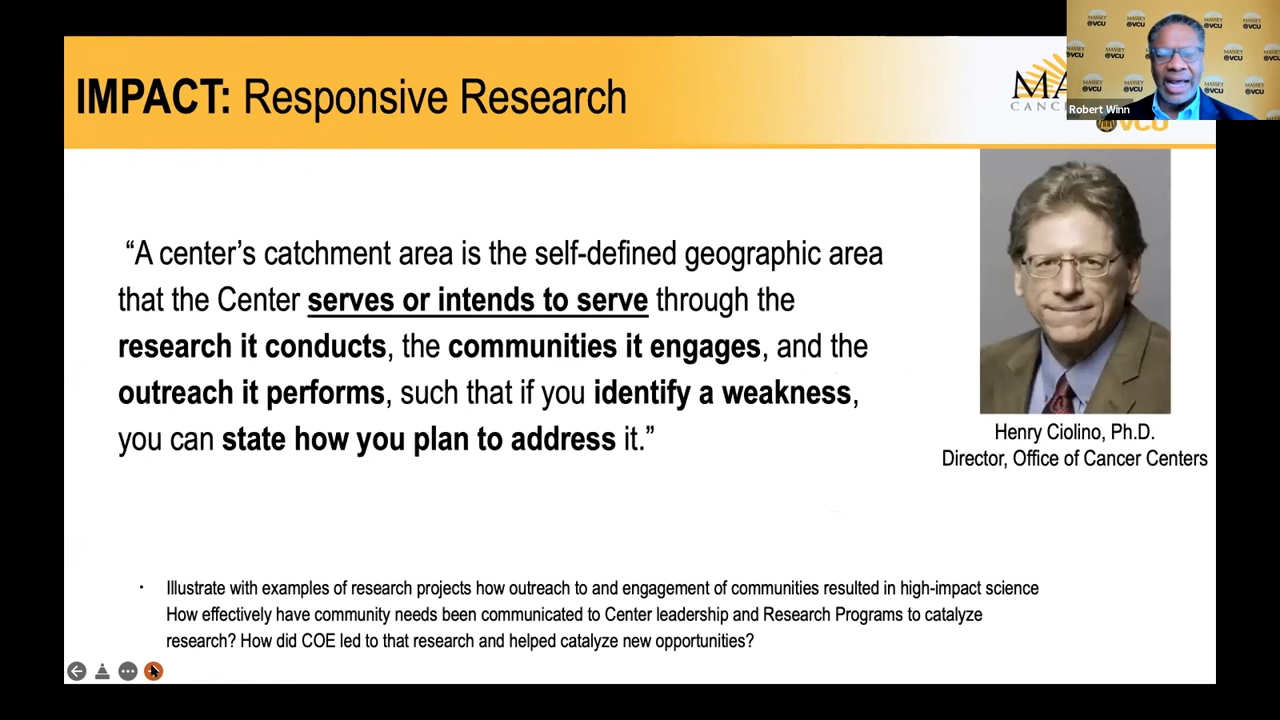 IMPACT: Responsive Research
MASSEY
@VCU
Robert Winn
MA
CANC
VCU
“A center’s catchment area is the self-defined geographic area
that the Center serves or intends to serve through the
research it conducts, the communities it engages, and the
outreach it performs, such that if you identify a weakness,
you can state how you plan to address it.”
Henry Ciolino, Ph.D.
Director, Office of Cancer Centers
· Illustrate with examples of research projects how outreach to and engagement of communities resulted in high-impact science
How effectively have community needs been communicated to Center leadership and Research Programs to catalyze
research? How did COE led to that research and helped catalyze new opportunities?